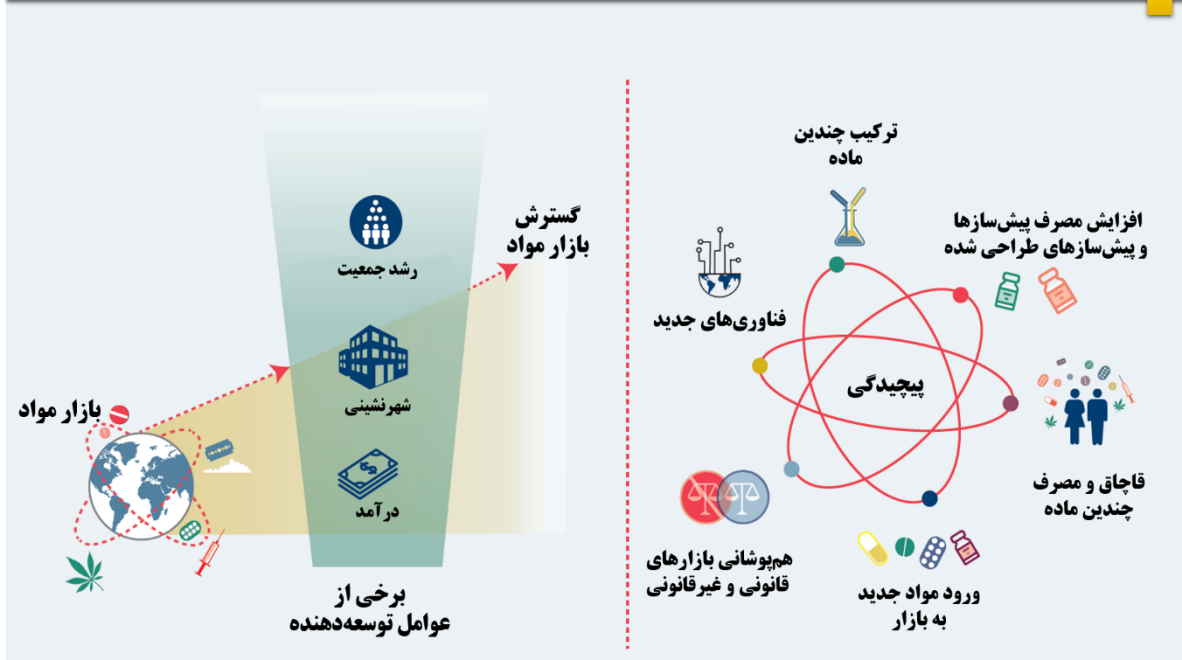 ترکیب چندین
ماده
افزایش مصرف پیش‌سازها
و پیش‌سازهای طراحی شده
فناوری‌های جدید
پیچیدگی
قاچاق و مصرف
چندین ماده
هم‌پوشانی بازارهای
قانونی و غیرقانونی
ورود مواد جدید
به بازار
گسترش
بازار مواد
رشد جمعیت
شهرنشینی
درآمد
بازار مواد
برخی از
عوامل توسعه‌دهنده